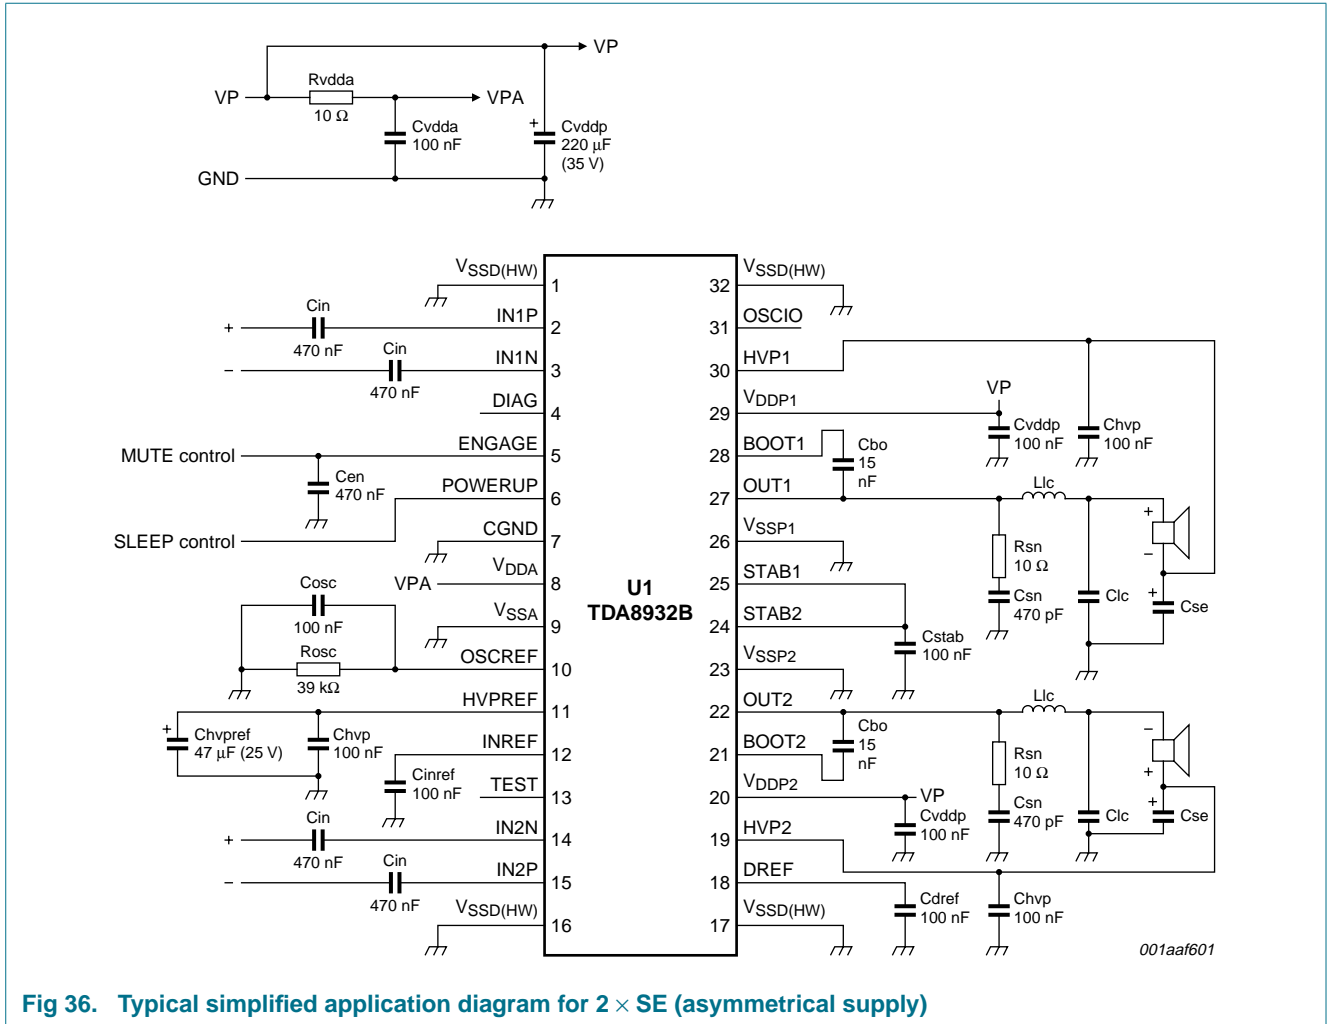 VP
Rvdda
VP
VPA
10 Ω
Cvdda
100 nF
+
Cvddp
220 μF
(35 V)
GND
VSSD(HW)
1
Cin
+
470 nF
IN1P
2
Cin
−
470 nF
IN1N
3
DIAG
4
MUTE control
ENGAGE
5
Cen
470 nF
POWERUP
6
SLEEP control
CGND
7
VPA
VDDA
8
Cosc
100 nF
VSSA
9
Rosc
39 kΩ
OSCREF
10
HVPREF
11
+
Chvpref
47 μF (25 V)
Chvp
100 nF
INREF
12
Cinref
100 nF
TEST
13
Cin
+
470 nF
IN2N
14
Cin
−
470 nF
IN2P
15
VSSD(HW)
16
U1
TDA8932B
VSSD(HW)
32
OSCIO
31
HVP1
30
VP
VDDP1
29
Cvddp
100 nF
Chvp
100 nF
BOOT1
28
Cbo
15
nF
OUT1
27
Llc
+
−
VSSP1
26
Rsn
10 Ω
STAB1
25
Csn
470 pF
Clc
+
Cse
STAB2
24
Cstab
100 nF
VSSP2
23
OUT2
22
Llc
Cbo
15
nF
−
+
BOOT2
21
Rsn
10 Ω
VDDP2
20
VP
Cvddp
100 nF
Csn
470 pF
Clc
+
Cse
HVP2
19
DREF
18
Cdref
100 nF
Chvp
100 nF
VSSD(HW)
17
001aaf601
Fig 36. Typical simplified application diagram for 2 × SE (asymmetrical supply)